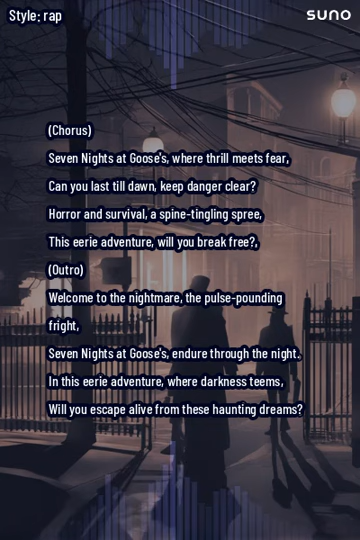 Style: rap
suno
(Chorus)
Seven Nights at Goose's, where thrill meets fear,
Can you last till dawn, keep danger clear?
Horror and survival, a spine-tingling spree,
This eerie adventure, will you break free?,
(Outro)
Welcome to the nightmare, the pulse-pounding
fright,
Seven Nights at Goose's, endure through the night.
In this eerie adventure, where darkness teems,
Will you escape alive from these haunting dreams?